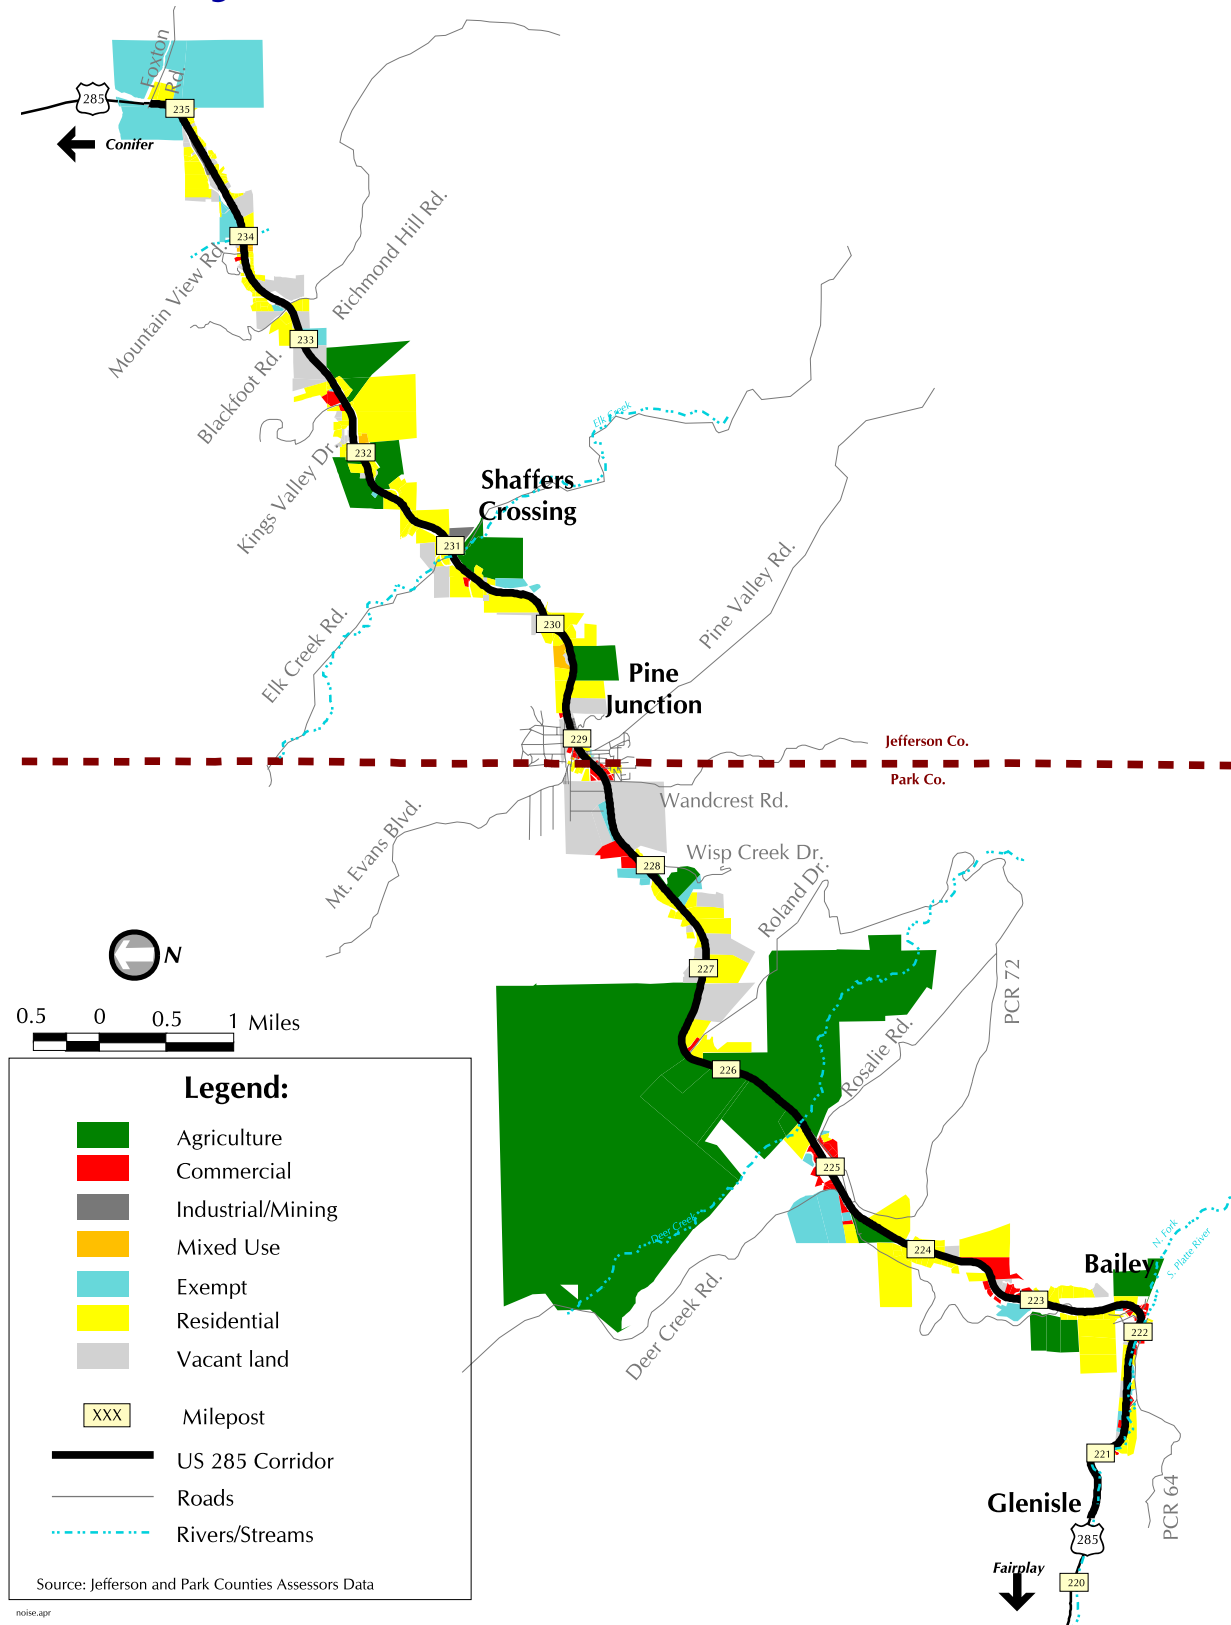 Foxton
Rd.
285
235
Conifer
234
Mountain View Rd.
Richmond Hill Rd.
233
Blackfoot Rd.
232
Kings Valley Dr.
Elk Creek
Shaffers
Crossing
231
Elk Creek Rd.
230
Pine Valley Rd.
Pine
Junction
229
Jefferson Co.
Park Co.
Wandcrest Rd.
Mt. Evans Blvd.
228
Wisp Creek Dr.
Roland Dr.
227
N
PCR 72
0.5 0 0.5 1 Miles
226
Rosalie Rd.
225
Deer Creek
Deer Creek Rd.
224
N. Fork
S. Platte River
Bailey
223
222
221
Glenisle
PCR 64
285
Fairplay
220
Legend:
Agriculture
Commercial
Industrial/Mining
Mixed Use
Exempt
Residential
Vacant land
XXX Milepost
US 285 Corridor
Roads
Rivers/Streams
Source: Jefferson and Park Counties Assessors Data
noise.apr